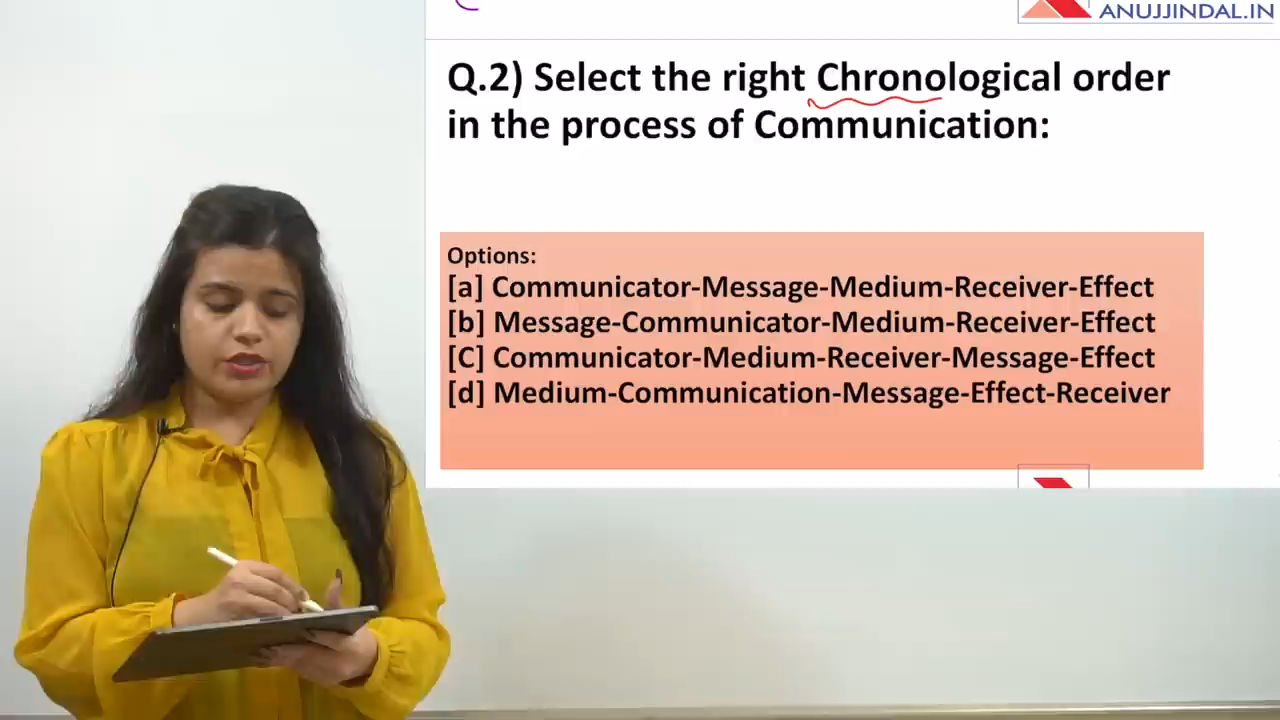 ANUJJINDAL.IN
Q.2) Select the right Chronological order
in the process of Communication:
Options:
[a] Communicator-Message-Medium-Receiver-Effect
[b] Message-Communicator-Medium-Receiver-Effect
[C] Communicator-Medium-Receiver-Message-Effect
[d] Medium-Communication-Message-Effect-Receiver